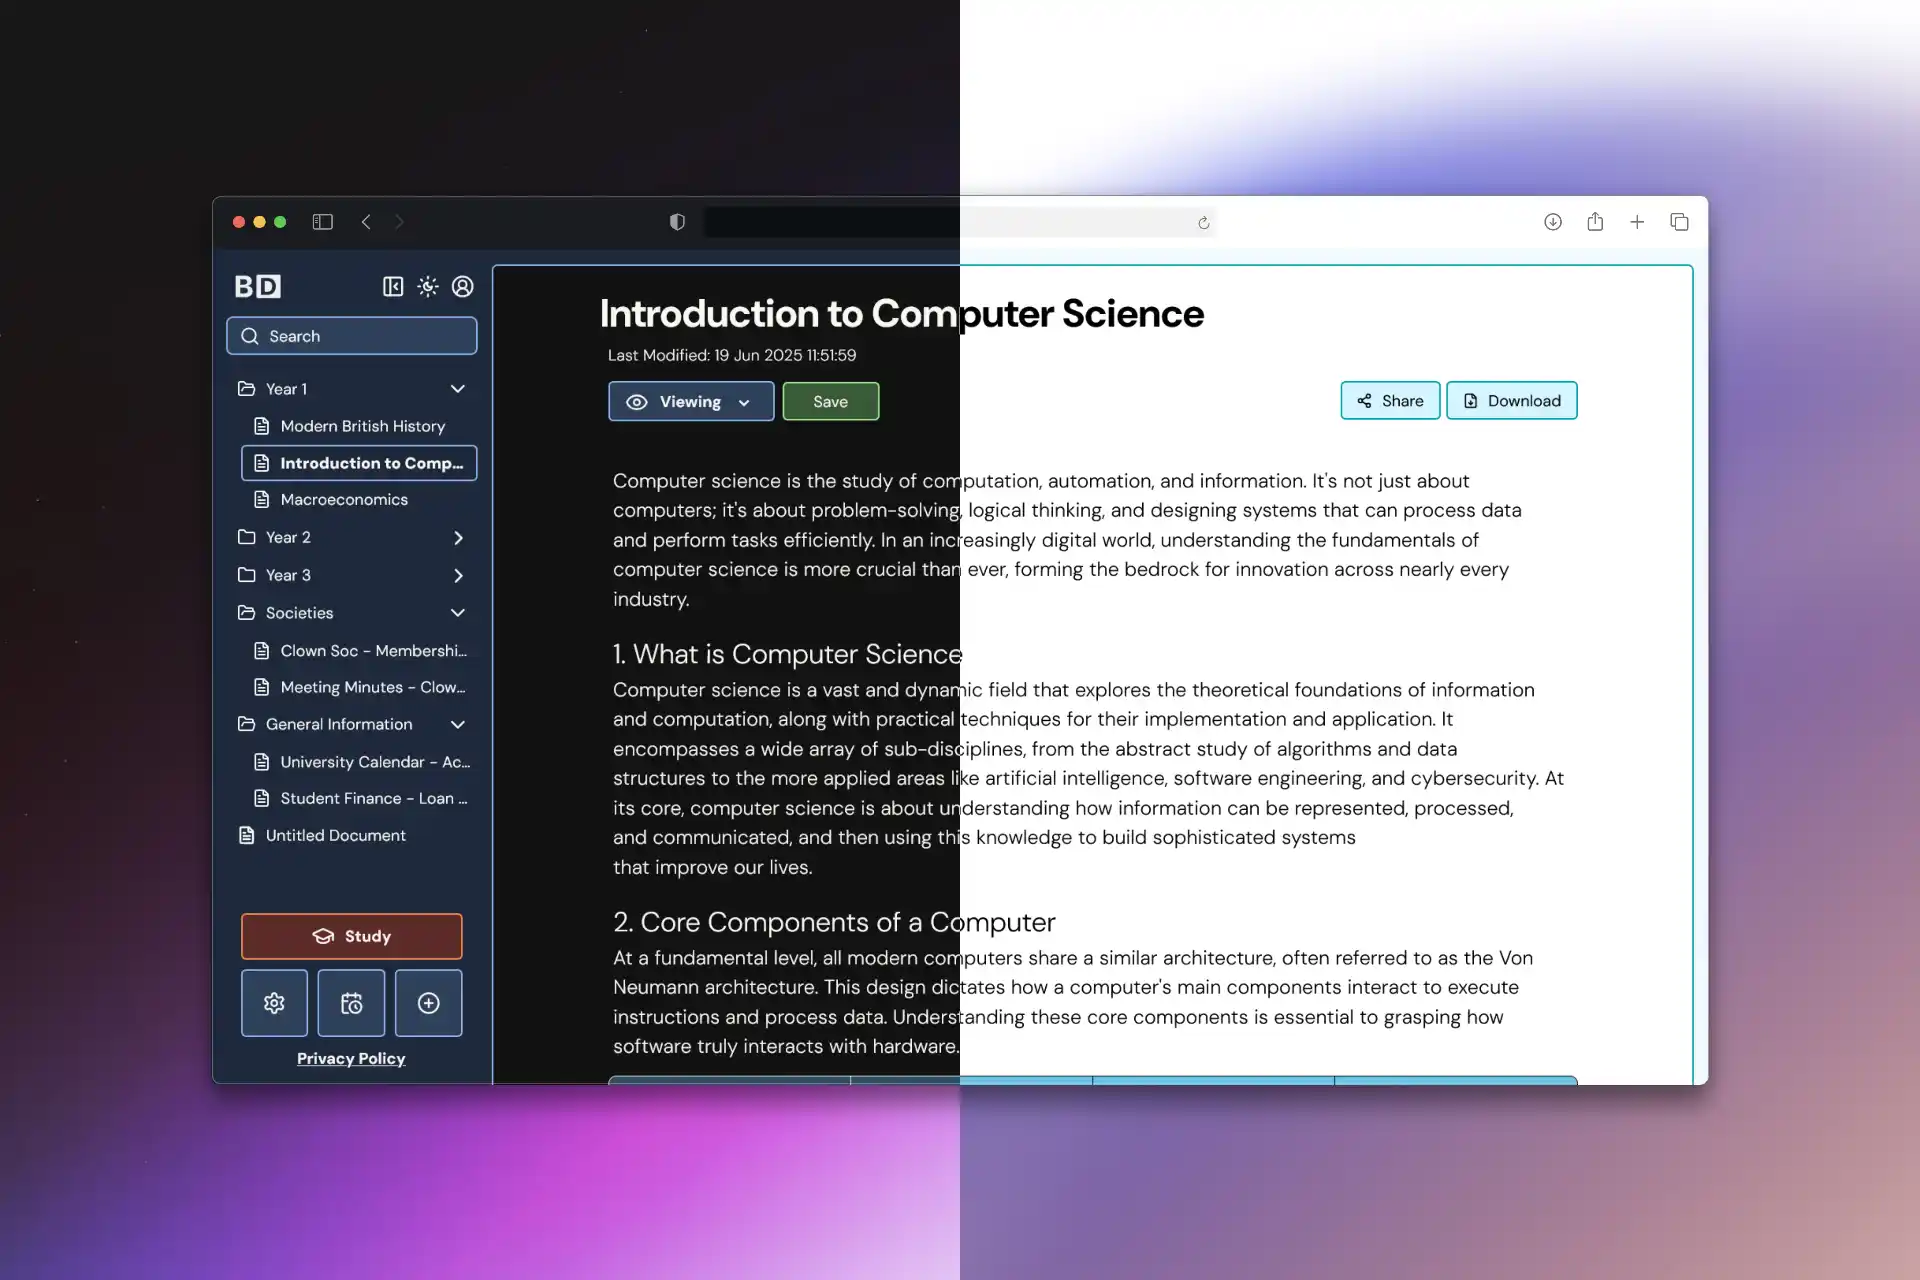 BD
Search
Year 1
Modern British History
Introduction to Comp...
Macroeconomics
Year 2
Year 3
Societies
Clown Soc - Membershi...
Meeting Minutes - Clow...
General Information
University Calendar - Ac...
Student Finance - Loan ...
Untitled Document
Study
Privacy Policy
Introduction to Computer Science
Last Modified: 19 Jun 2025 11:51:59
Viewing
Save
Share
Download
Computer science is the study of computation, automation, and information. It's not just about
computers; it's about problem-solving, logical thinking, and designing systems that can process data
and perform tasks efficiently. In an increasingly digital world, understanding the fundamentals of
computer science is more crucial than ever, forming the bedrock for innovation across nearly every
industry.
1. What is Computer Science
Computer science is a vast and dynamic field that explores the theoretical foundations of information
and computation, along with practical techniques for their implementation and application. It
encompasses a wide array of sub-disciplines, from the abstract study of algorithms and data
structures to the more applied areas like artificial intelligence, software engineering, and cybersecurity. At
its core, computer science is about understanding how information can be represented, processed,
and communicated, and then using this knowledge to build sophisticated systems
that improve our lives.
2. Core Components of a Computer
At a fundamental level, all modern computers share a similar architecture, often referred to as the Von
Neumann architecture. This design dictates how a computer's main components interact to execute
instructions and process data. Understanding these core components is essential to grasping how
software truly interacts with hardware.